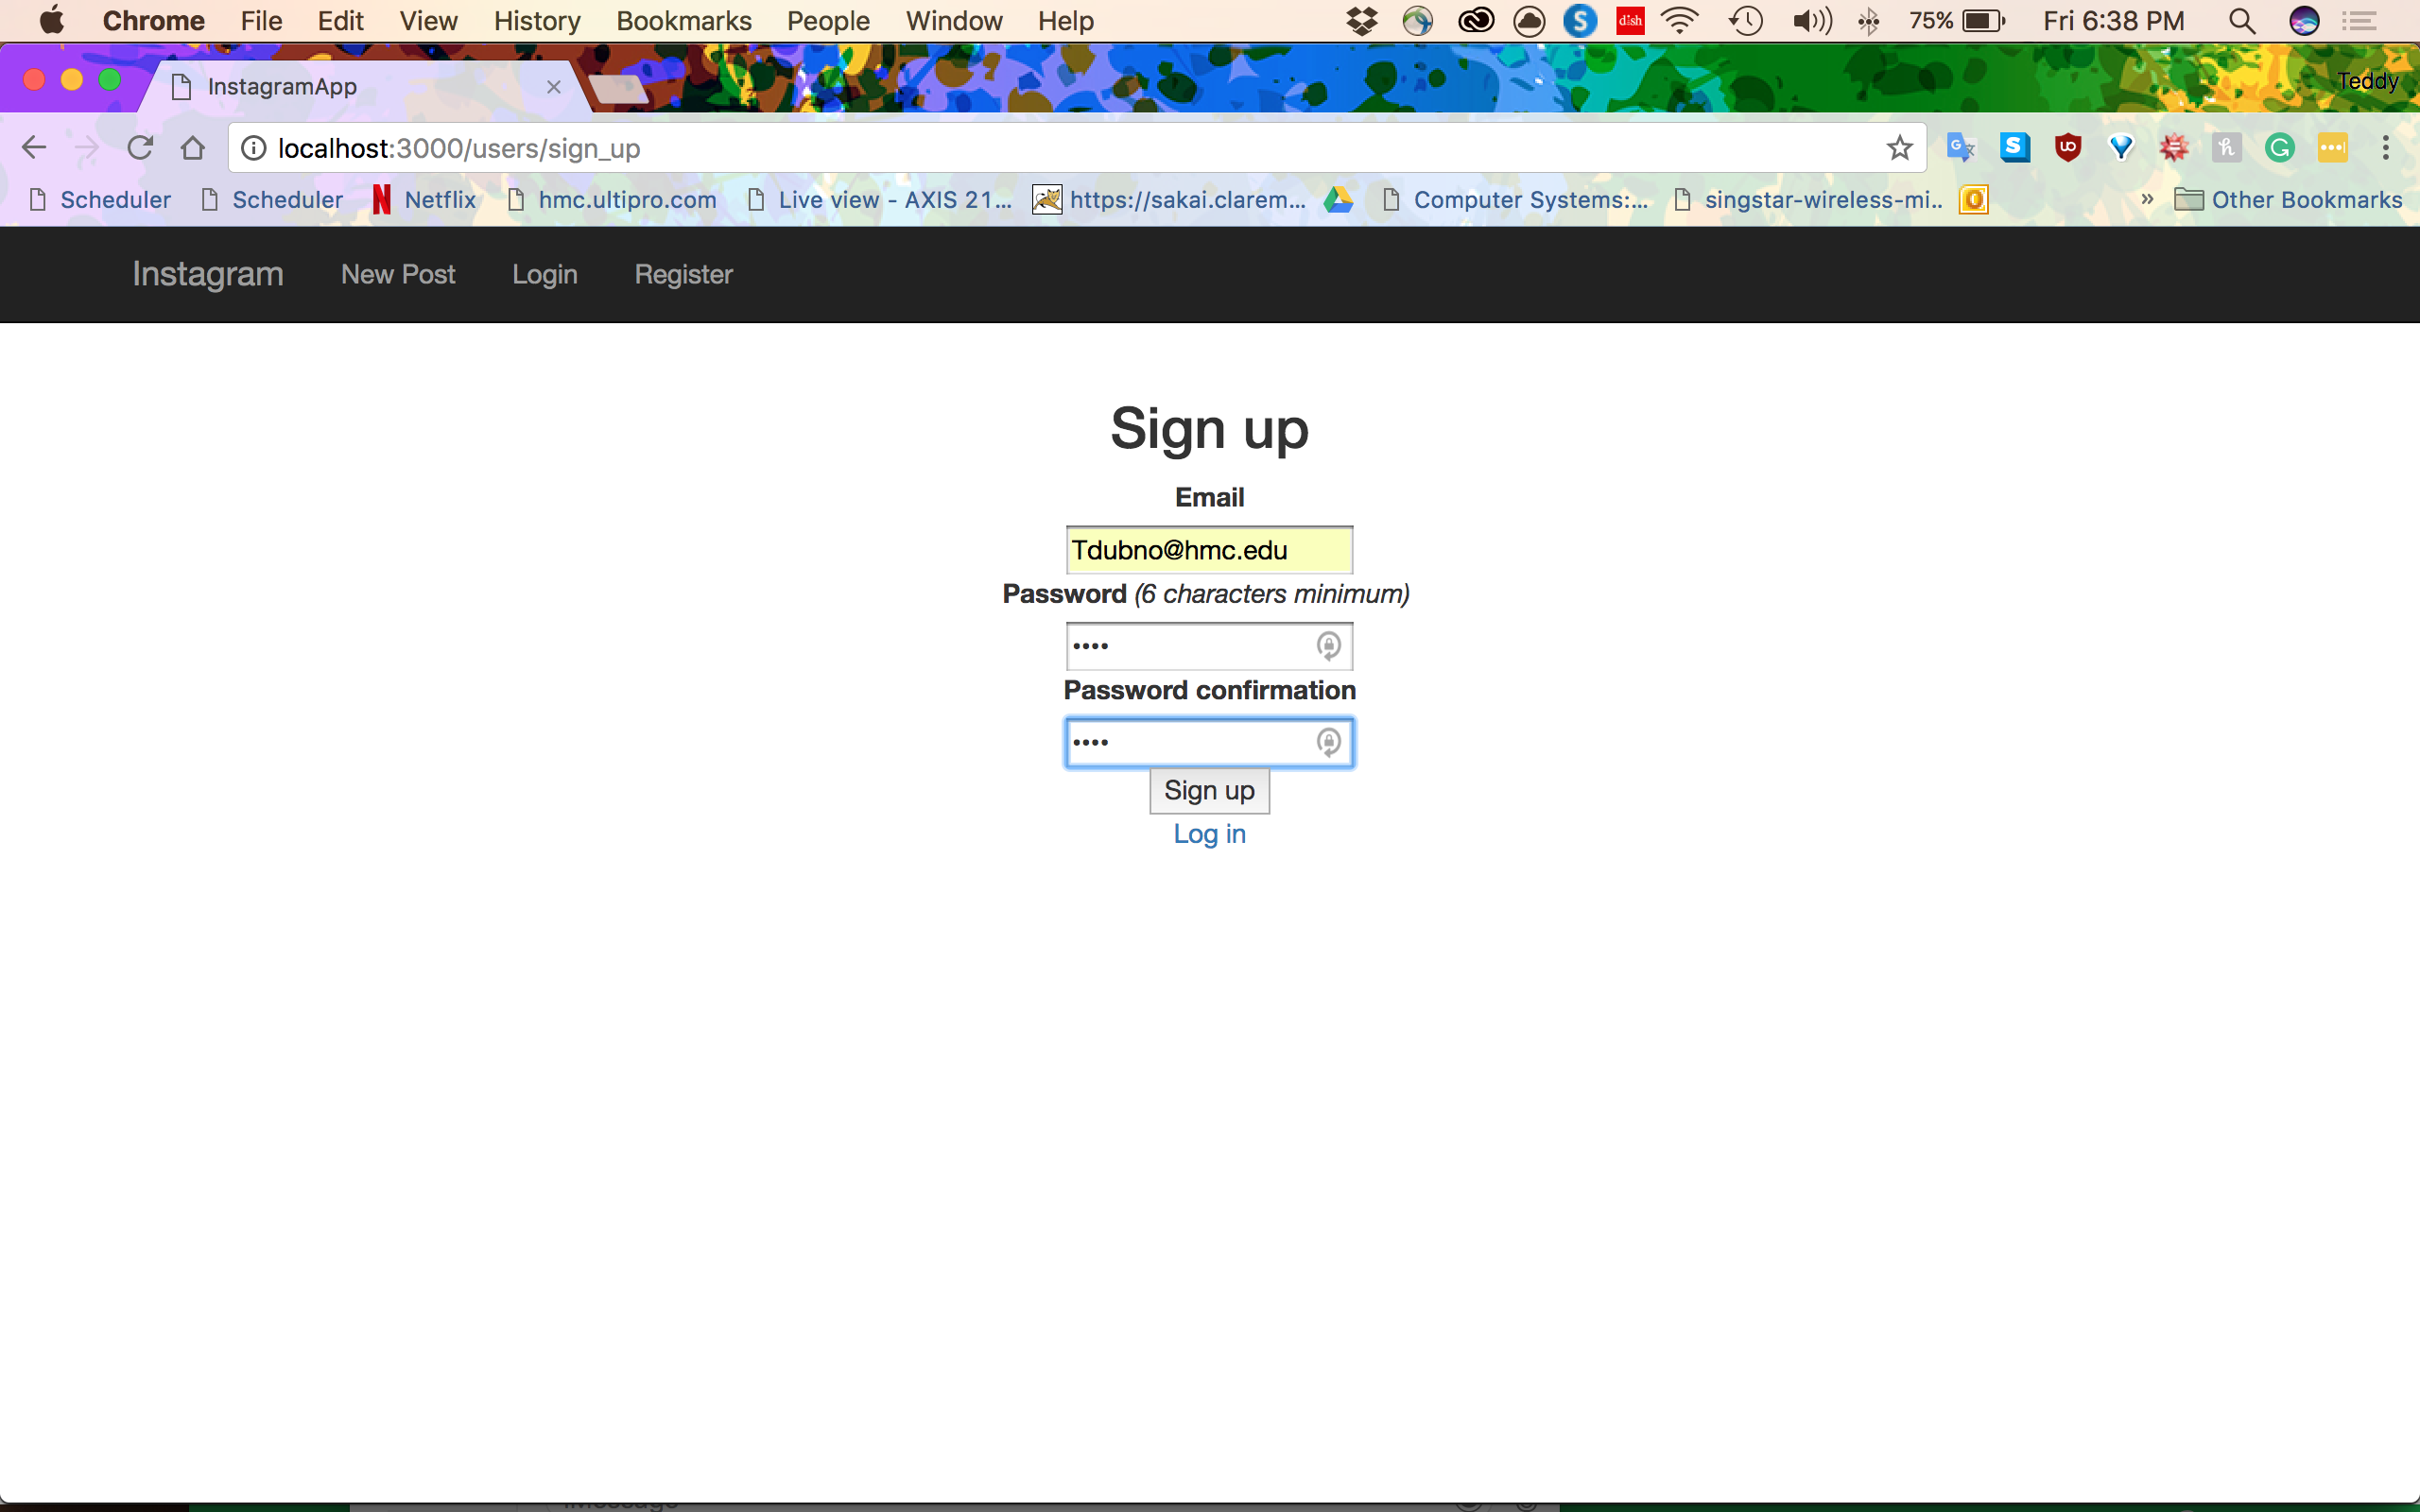 Chrome File Edit View History Bookmarks People Window Help dish 75% Fri 6:38 PM
InstagramApp Teddy
localhost:3000/users/sign_up
Scheduler Scheduler Netflix hmc.ultipro.com Live view - AXIS 21... https://sakai.clarem... Computer Systems:... singstar-wireless-mi... » Other Bookmarks
Instagram New Post Login Register
Sign up
Email
Tdubno@hmc.edu
Password (6 characters minimum)
••••
Password confirmation
••••
Sign up
Log in